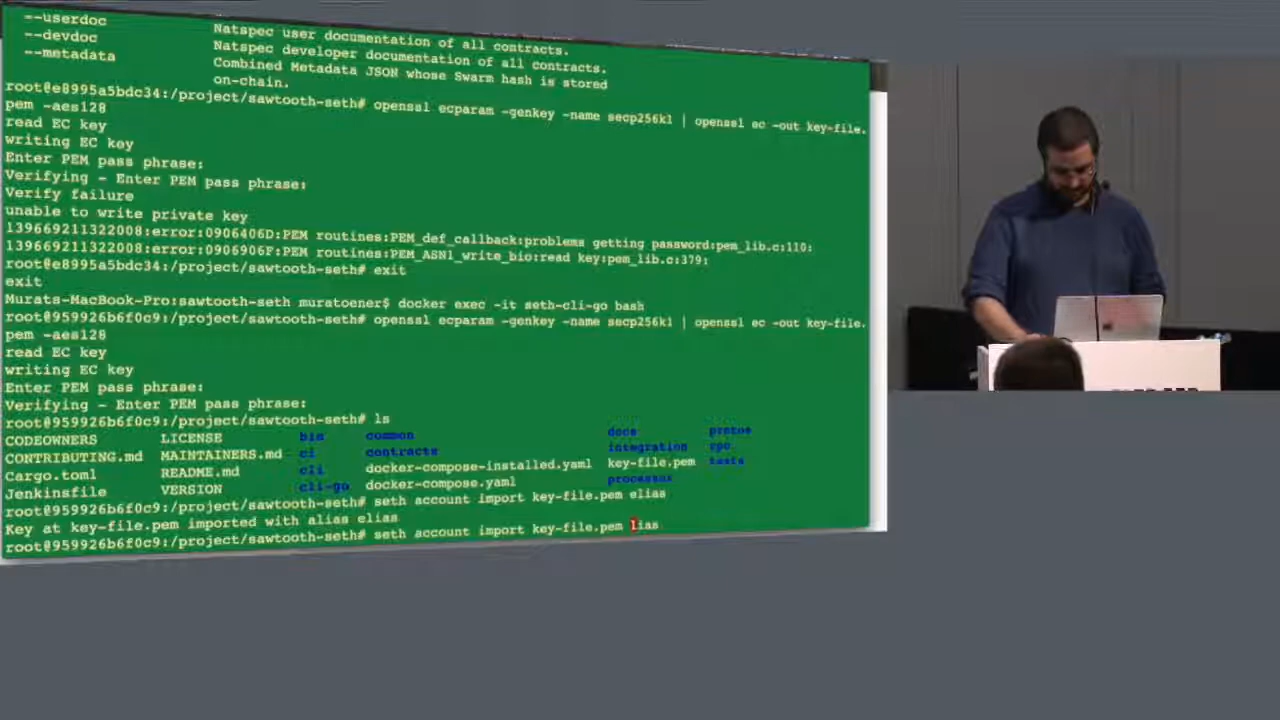 --userdoc Natspec user documentation of all contracts.
--devdoc Natspec developer documentation of all contracts.
--metadata Combined Metadata JSON whose Swarm hash is stored
on-chain.
root@e8995a5bdc34:/project/sawtooth-seth# openssl ecparam -genkey -name secp256k1 | openssl ec -out key-file.
pem -aes128
read EC key
writing EC key
Enter PEM pass phrase:
Verifying - Enter PEM pass phrase:
Verify failure
unable to write private key
139669211322008:error:0906406D:PEM routines:PEM_def_callback:problems getting password:pem_lib.c:110:
139669211322008:error:0906906F:PEM routines:PEM_ASN1_write_bio:read key:pem_lib.c:379:
root@e8995a5bdc34:/project/sawtooth-seth# exit
exit
Murats-MacBook-Pro:sawtooth-seth muratoener$ docker exec -it seth-cli-go bash
root@959926b6f0c9:/project/sawtooth-seth# openssl ecparam -genkey -name secp256k1 | openssl ec -out key-file.
pem -aes128
read EC key
writing EC key
Enter PEM pass phrase:
Verifying - Enter PEM pass phrase:
root@959926b6f0c9:/project/sawtooth-seth# ls
CODEOWNERS LICENSE bin common docs protos
CONTRIBUTING.md MAINTAINERS.md ci contracts integration rpc
Cargo.toml README.md cli docker-compose-installed.yaml key-file.pem tests
Jenkinsfile VERSION cli-go docker-compose.yaml processor
root@959926b6f0c9:/project/sawtooth-seth# seth account import key-file.pem elias
Key at key-file.pem imported with alias elias
root@959926b6f0c9:/project/sawtooth-seth# seth account import key-file.pem lias